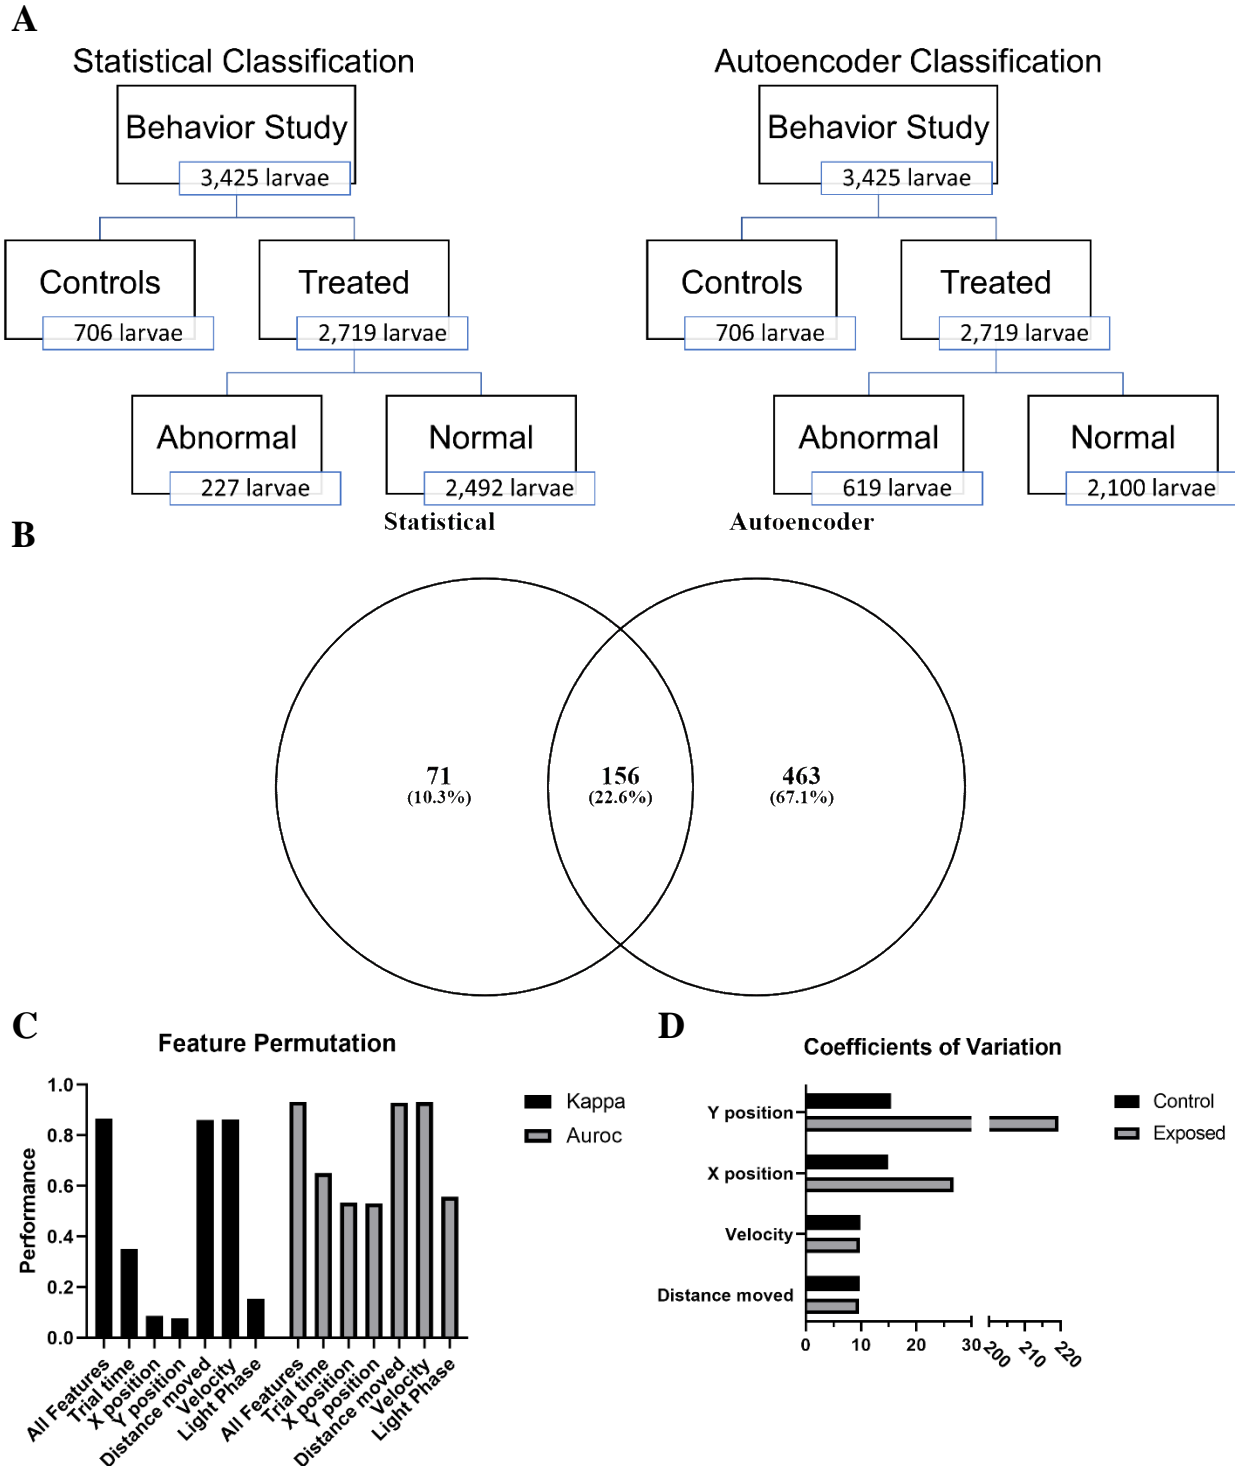 A
Statistical Classification
Autoencoder Classification
Behavior Study
3,425 larvae
Behavior Study
3,425 larvae
Controls
706 larvae
Treated
2,719 larvae
Controls
706 larvae
Treated
2,719 larvae
Abnormal
227 larvae
Normal
2,492 larvae
Abnormal
619 larvae
Normal
2,100 larvae
B
Statistical
Autoencoder
71
(10.3%)
156
(22.6%)
463
(67.1%)
C
Feature Permutation
Performance
1.0
0.8
0.6
0.4
0.2
0.0
All Features
Trial time
X position
Y position
Distance moved
Velocity
Light Phase
All Features
Trial time
X position
Y position
Distance moved
Velocity
Light Phase
Kappa
Auroc
D
Coefficients of Variation
Y position
X position
Velocity
Distance moved
0 10 20 30 200 210 220
Control
Exposed